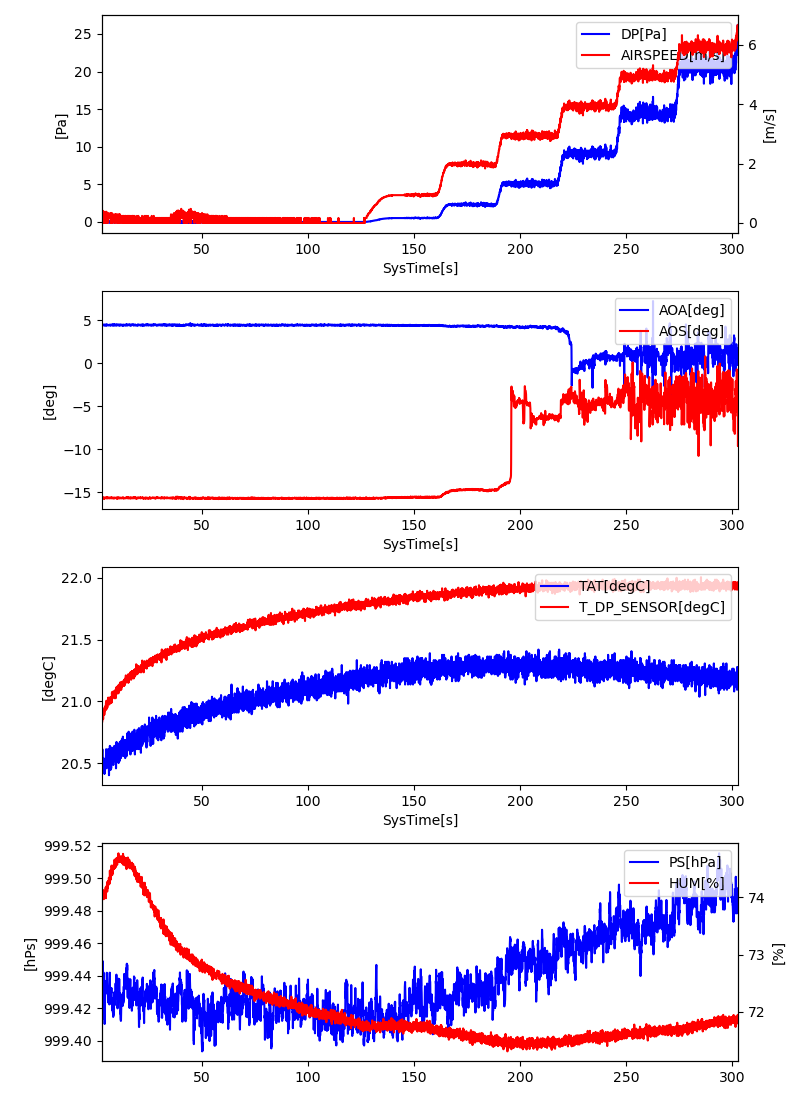 25
20
15
10
5
0
[Pa]
DP[Pa]
AIRSPEED[m/s]
6
4
2
0
[m/s]
50 100 150 200 250 300
SysTime[s]
5
0
−5
−10
−15
[deg]
AOA[deg]
AOS[deg]
50 100 150 200 250 300
SysTime[s]
22.0
21.5
21.0
20.5
[degC]
TAT[degC]
T_DP_SENSOR[degC]
50 100 150 200 250 300
SysTime[s]
999.52
999.50
999.48
999.46
999.44
999.42
999.40
[hPs]
PS[hPa]
HUM[%]
74
73
72
[%]
50 100 150 200 250 300